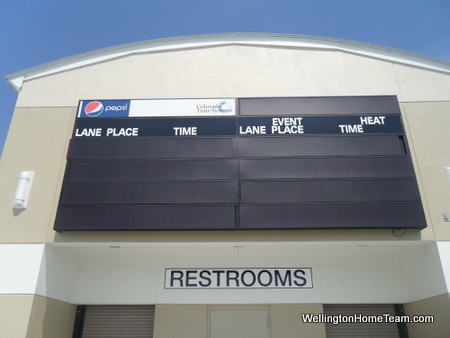 pepsi Colorado Time Systems
EVENT HEAT
LANE PLACE TIME LANE PLACE TIME
RESTROOMS
WellingtonHomeTeam.com